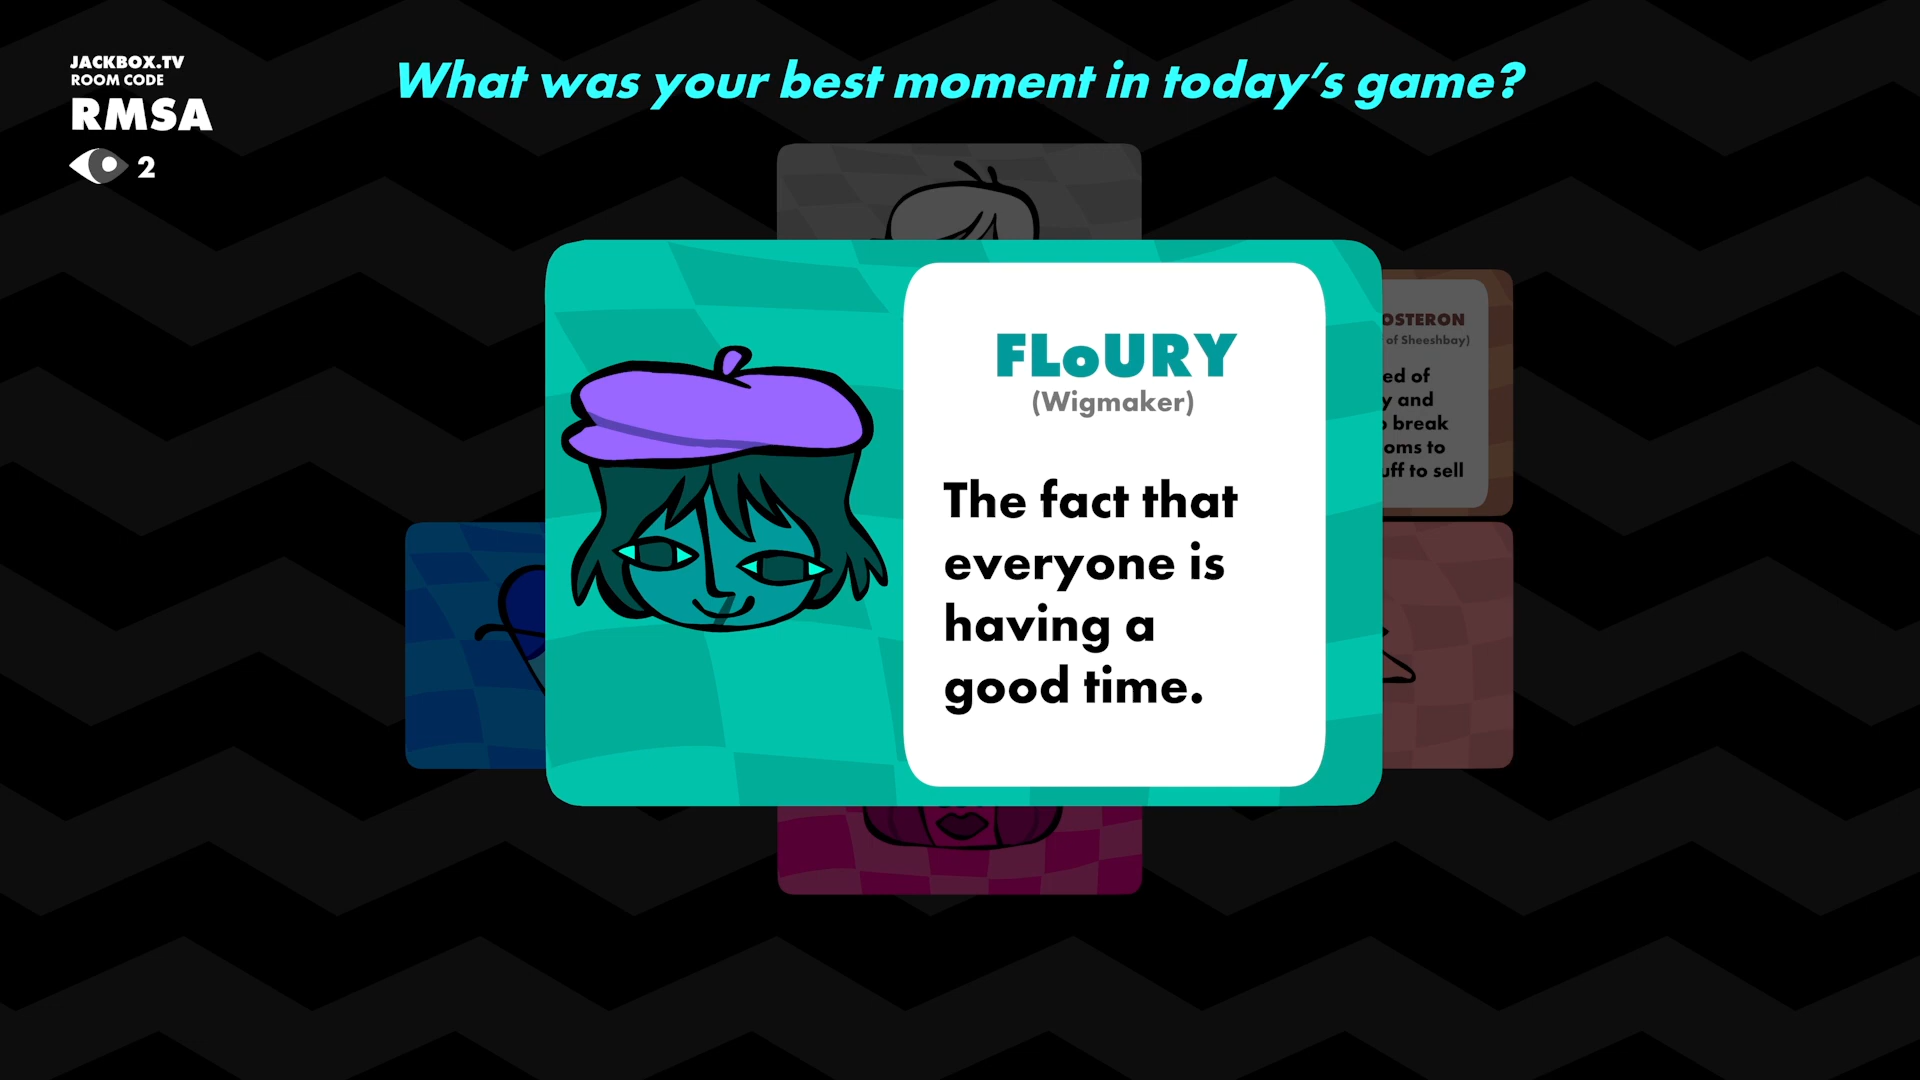 JACKBOX.TV
ROOM CODE
RMSA
2
What was your best moment in today's game?
FLoURY
(Wigmaker)
The fact that
everyone is
having a
good time.
OSTERON
of Sheeshbay)
ed of
y and
break
oms to
uff to sell